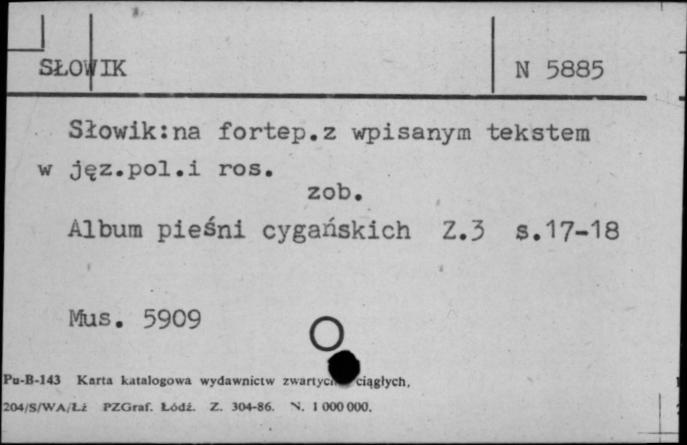 SŁOWIK N 5885
Słowik:na fortep.z wpisanym tekstem
w jęz.pol.i ros.
zob.
Album pieśni cygańskich Z.3 s.17-18
Mus. 5909
Pu-B-143 Karta katalogowa wydawnictw ciągłych.
204/S/WA/Łż PZGraf. Łódź. Z. 304-86. N. 1 000 000.